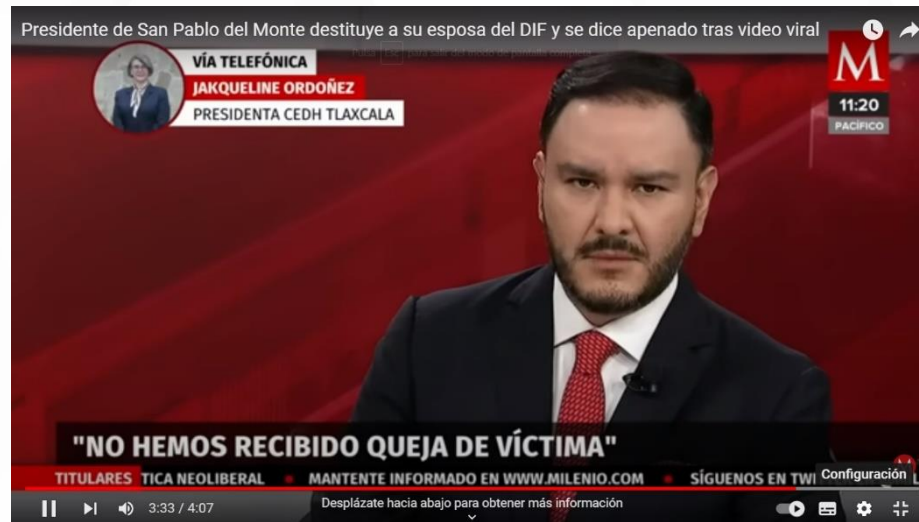 Presidente de San Pablo del Monte destituye a su esposa del DIF y se dice apenado tras video viral
VÍA TELEFÓNICA
JAKQUELINE ORDOÑEZ
PRESIDENTA CEDH TLAXCALA
M
11:20
PACÍFICO
"NO HEMOS RECIBIDO QUEJA DE VÍCTIMA"
TITULARES TICA NEOLIBERAL MANTENTE INFORMADO EN WWW.MILENIO.COM SÍGUENOS EN TWI
Configuración
3:33 / 4:07
Desplázate hacia abajo para obtener más información